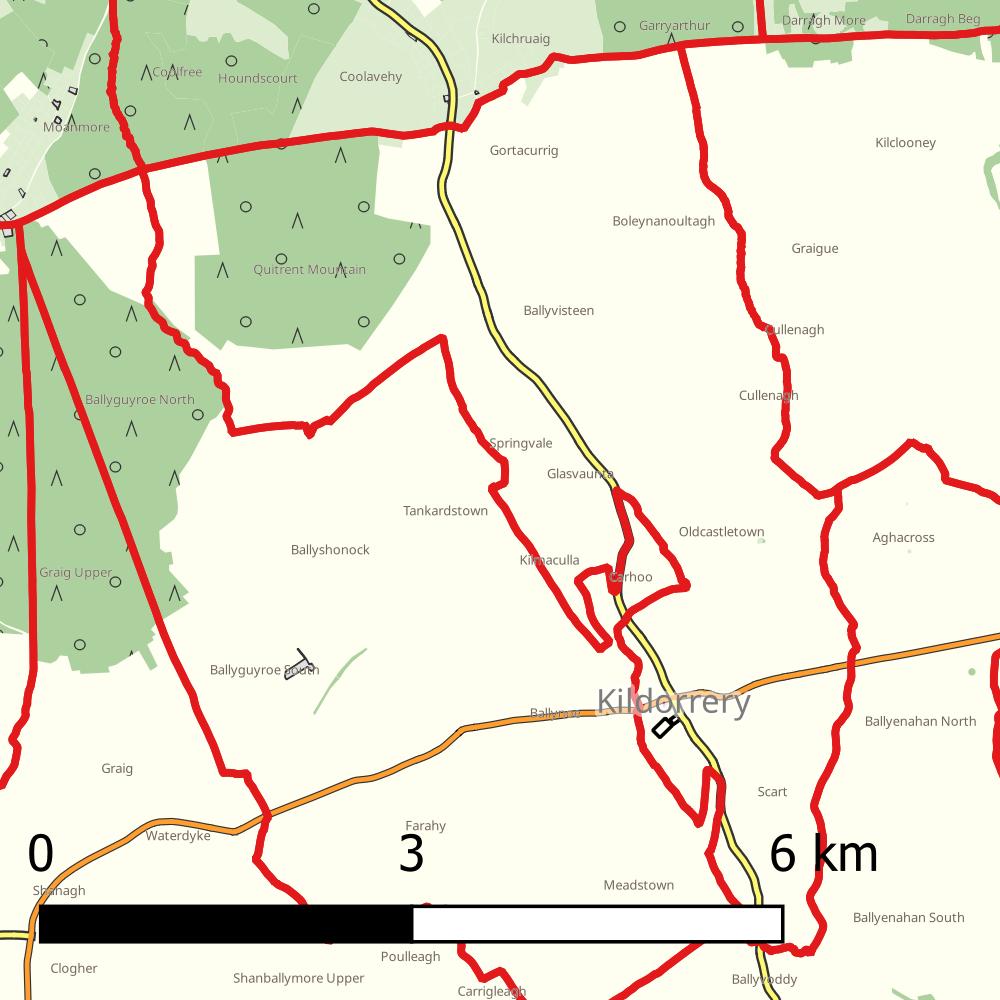 Darragh More
Darragh Beg
Garryarthur
Kilchruaig
Coolfree
Houndscourt
Coolavehy
Moanmore
Kilclooney
Gortacurrig
Boleynanoultagh
Graigue
Quitrent Mountain
Ballyvisteen
Cullenagh
Cullenagh
Ballyguyroe North
Springvale
Glasvaunta
Tankardstown
Oldcastletown
Aghacross
Ballyshonock
Kilmaculla
Graig Upper
Carhoo
Ballyguyroe South
Kildorrery
Ballyenahan North
Graig
Scart
Waterdyke
Farahy
0 3 6 km
Shanagh
Meadstown
Ballyenahan South
Poulleagh
Clogher
Shanballymore Upper
Ballyvoddy
Carrigleagh